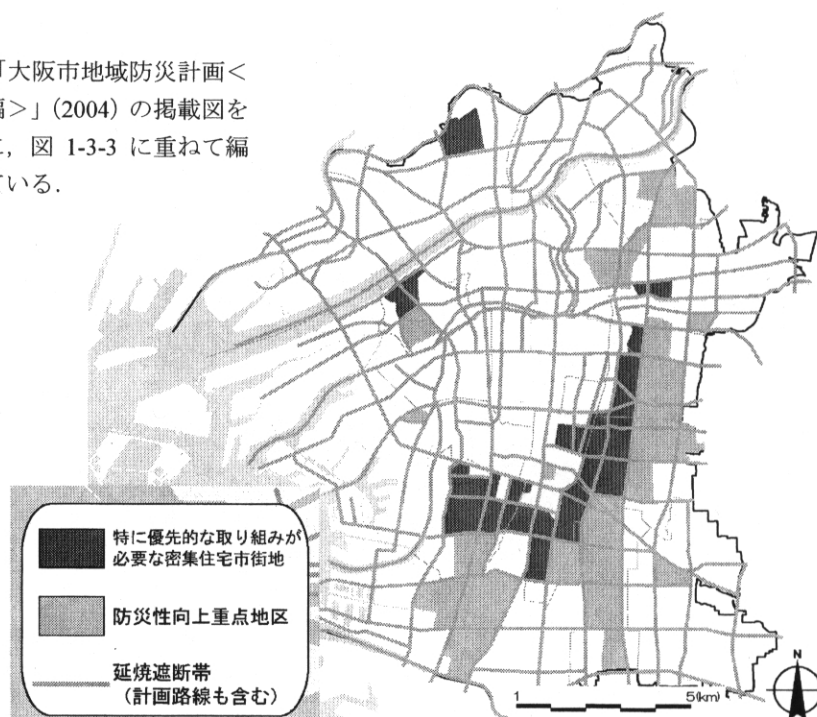 「大阪市地域防災計画<
編>」(2004) の掲載図を
に，図 1-3-3 に重ねて編
ている．
特に優先的な取り組みが
必要な密集住宅市街地
防災性向上重点地区
延焼遮断帯
(計画路線も含む)
1 5(km)
N